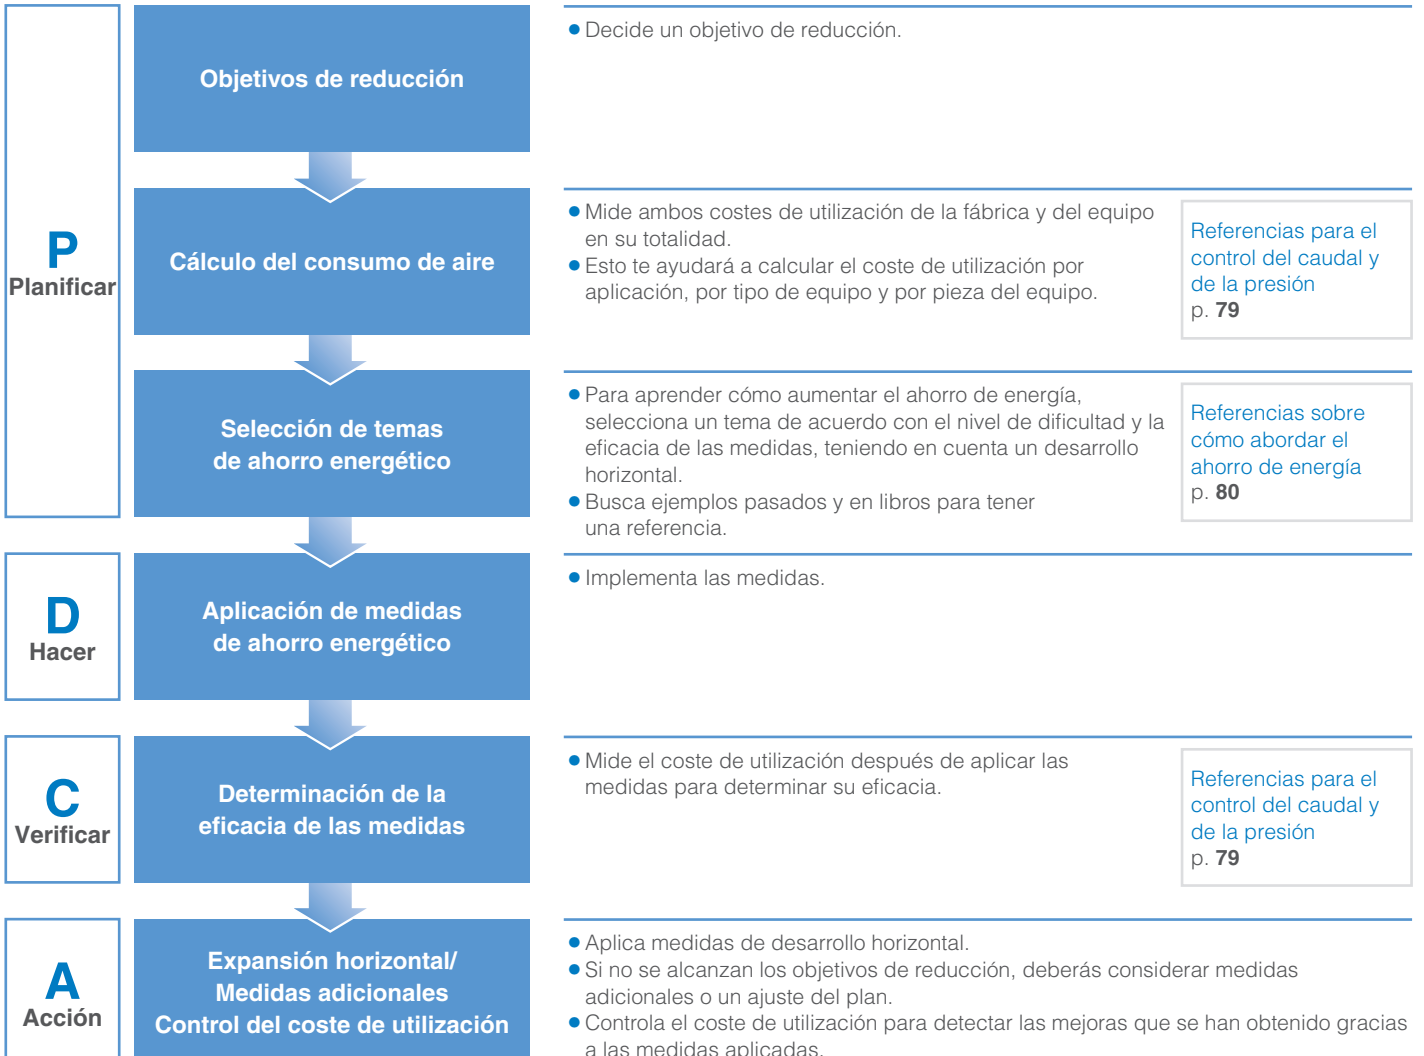 P
Planificar
Objetivos de reducción
● Decide un objetivo de reducción.
Cálculo del consumo de aire
● Mide ambos costes de utilización de la fábrica y del equipo
en su totalidad.
● Esto te ayudará a calcular el coste de utilización por
aplicación, por tipo de equipo y por pieza del equipo.
Referencias para el
control del caudal y
de la presión
p. 79
Selección de temas
de ahorro energético
● Para aprender cómo aumentar el ahorro de energía,
selecciona un tema de acuerdo con el nivel de dificultad y la
eficacia de las medidas, teniendo en cuenta un desarrollo
horizontal.
● Busca ejemplos pasados y en libros para tener
una referencia.
Referencias sobre
cómo abordar el
ahorro de energía
p. 80
D
Hacer
Aplicación de medidas
de ahorro energético
● Implementa las medidas.
C
Verificar
Determinación de la
eficacia de las medidas
● Mide el coste de utilización después de aplicar las
medidas para determinar su eficacia.
Referencias para el
control del caudal y
de la presión
p. 79
A
Acción
Expansión horizontal/
Medidas adicionales
Control del coste de utilización
● Aplica medidas de desarrollo horizontal.
● Si no se alcanzan los objetivos de reducción, deberás considerar medidas
adicionales o un ajuste del plan.
● Controla el coste de utilización para detectar las mejoras que se han obtenido gracias
a las medidas aplicadas.